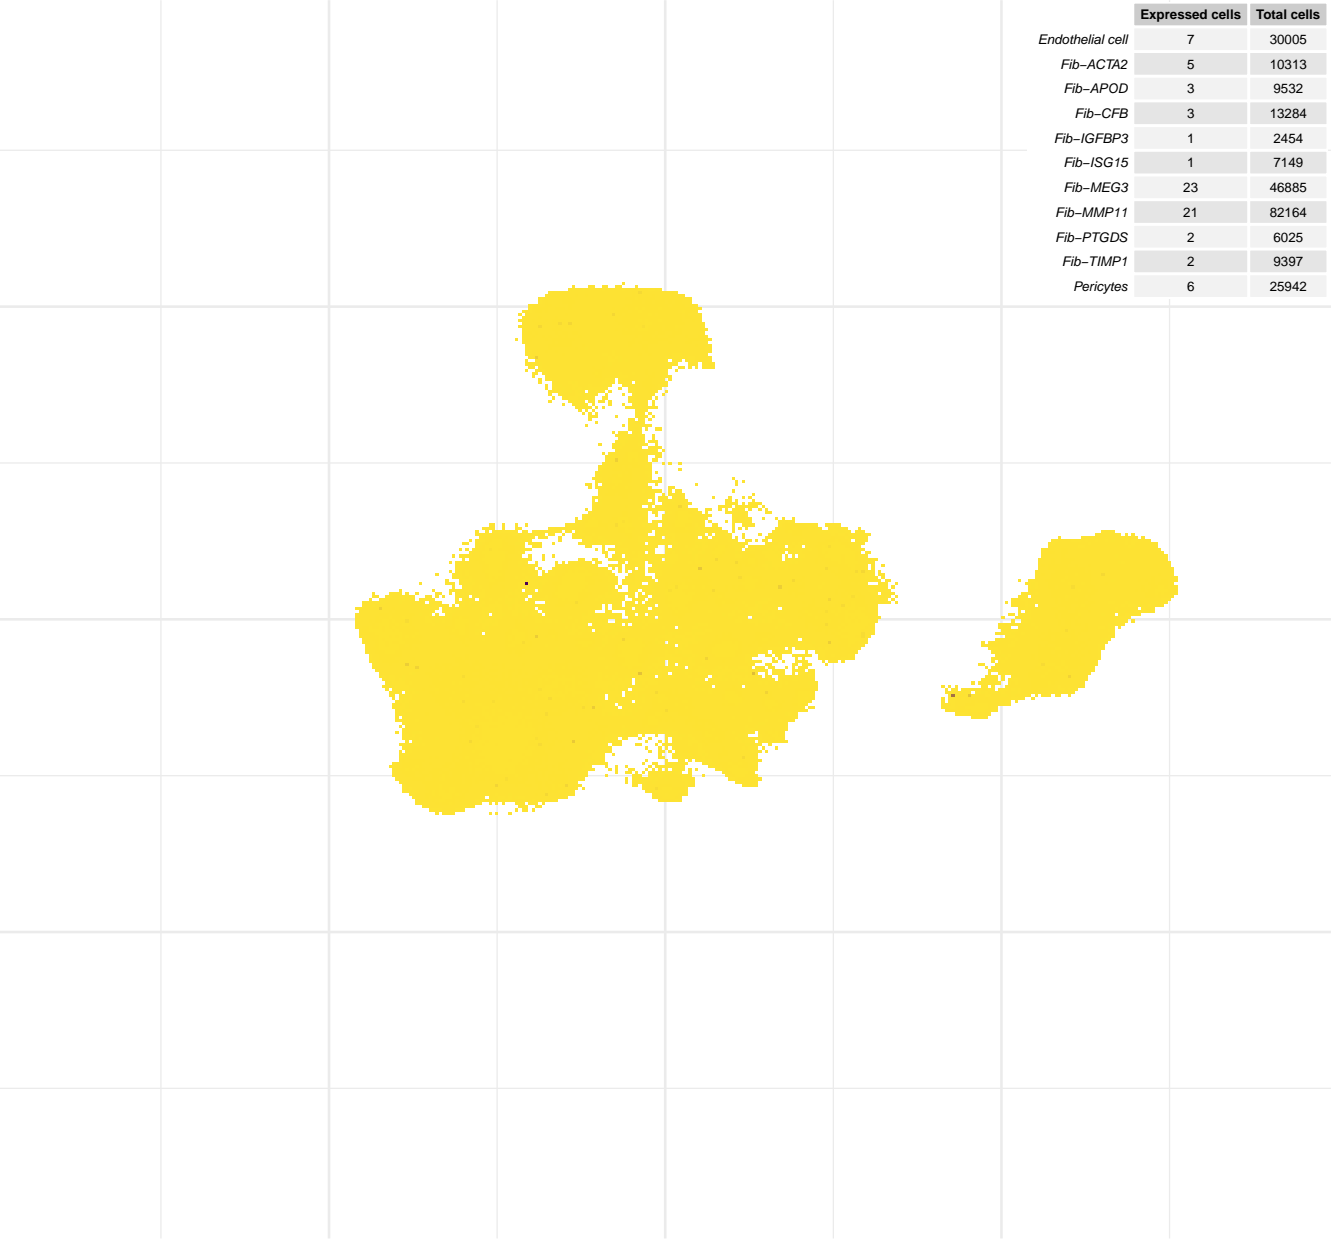 Expressed cells Total cells
Endothelial cell 7 30005
Fib−ACTA2 5 10313
Fib−APOD 3 9532
Fib−CFB 3 13284
Fib−IGFBP3 1 2454
Fib−ISG15 1 7149
Fib−MEG3 23 46885
Fib−MMP11 21 82164
Fib−PTGDS 2 6025
Fib−TIMP1 2 9397
Pericytes 6 25942